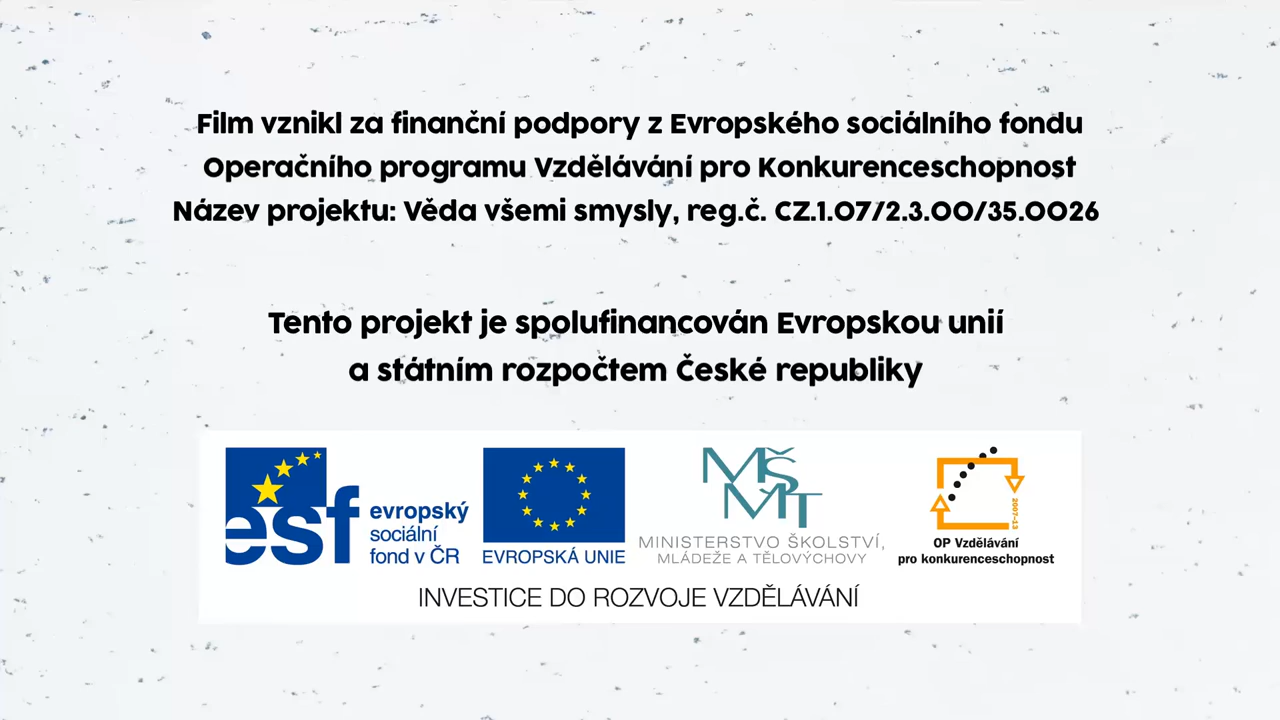 Film vznikl za finanční podpory z Evropského sociálního fondu
Operačního programu Vzdělávání pro Konkurenceschopnost
Název projektu: Věda všemi smysly, reg.č. CZ.1.07/2.3.00/35.0026
Tento projekt je spolufinancován Evropskou unií
a státním rozpočtem České republiky
esf
evropský
sociální
fond v ČR
EVROPSKÁ UNIE
MŠMT
MINISTERSTVO ŠKOLSTVÍ,
MLÁDEŽE A TĚLOVÝCHOVY
2007-13
OP Vzdělávání
pro konkurenceschopnost
INVESTICE DO ROZVOJE VZDĚLÁVÁNÍ